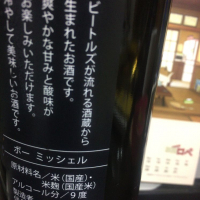 ビートルズが流れる酒蔵から
生まれたお酒です。
爽やかな甘みと酸味が
お楽しみいただけます。
冷やして美味しいお酒です。
ボー ミッシェル
原材料名／米（国産）・
米麹（国産米）
アルコール分／9度